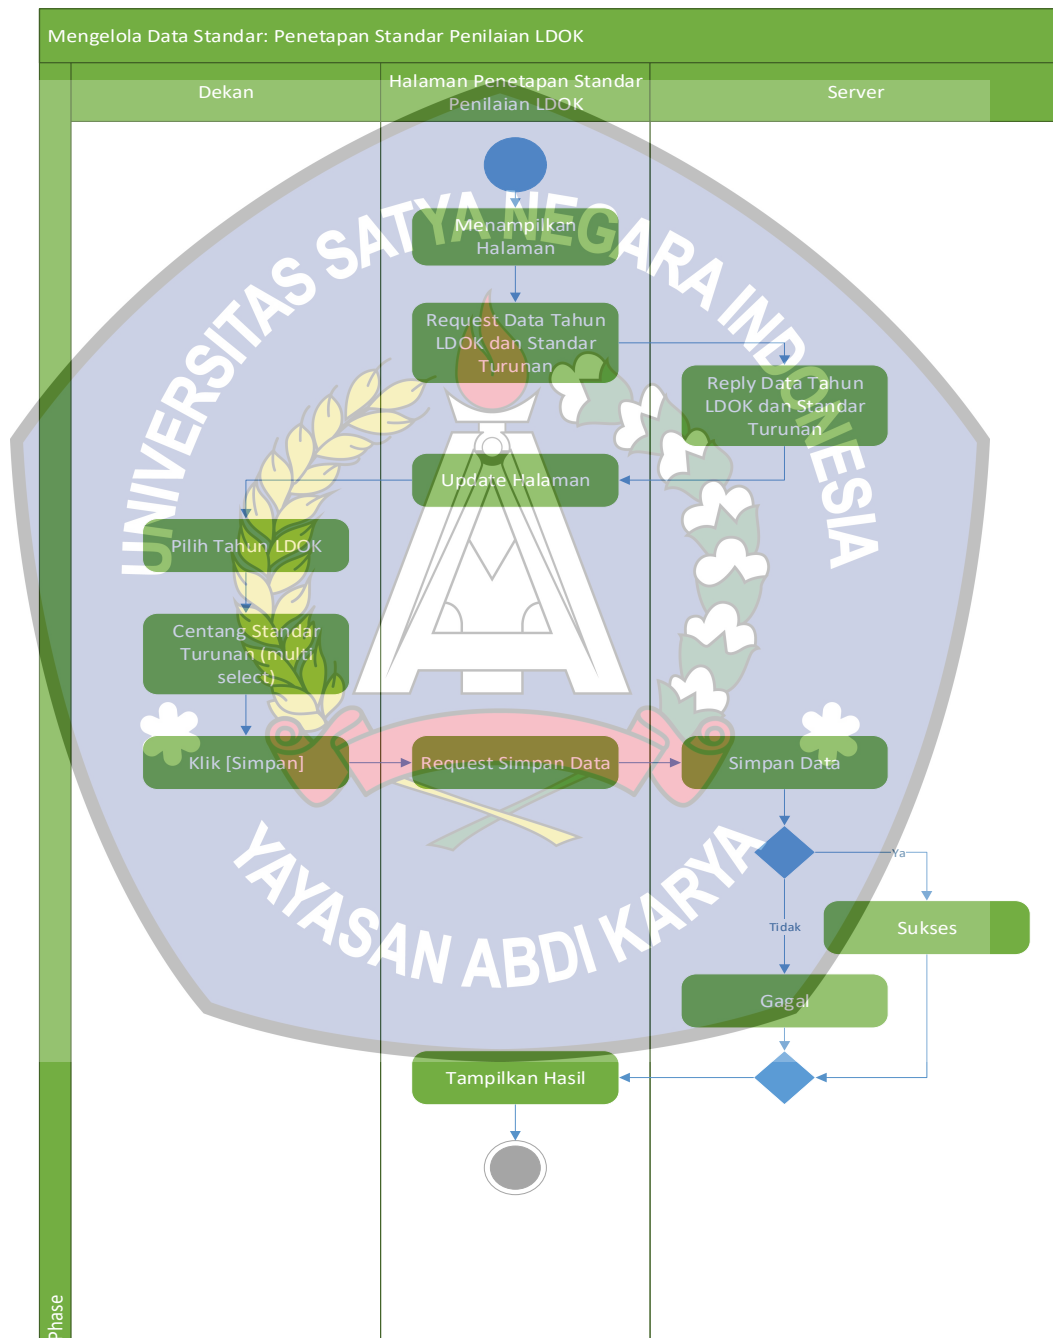 Mengelola Data Standar: Penetapan Standar Penilaian LDOK
Dekan
Halaman Penetapan Standar
Penilaian LDOK
Server
UNIVERSITAS SATYA NEGARA INDONESIA
Menampilkan
Halaman
Request Data Tahun
LDOK dan Standar
Turunan
Reply Data Tahun
LDOK dan Standar
Turunan
Update Halaman
Pilih Tahun LDOK
Centang Standar
Turunan (multi
select)
Klik [Simpan]
Request Simpan Data
Simpan Data
Ya
Tidak
Sukses
Gagal
YAYASAN ABDI KARYA
Tampilkan Hasil
Phase